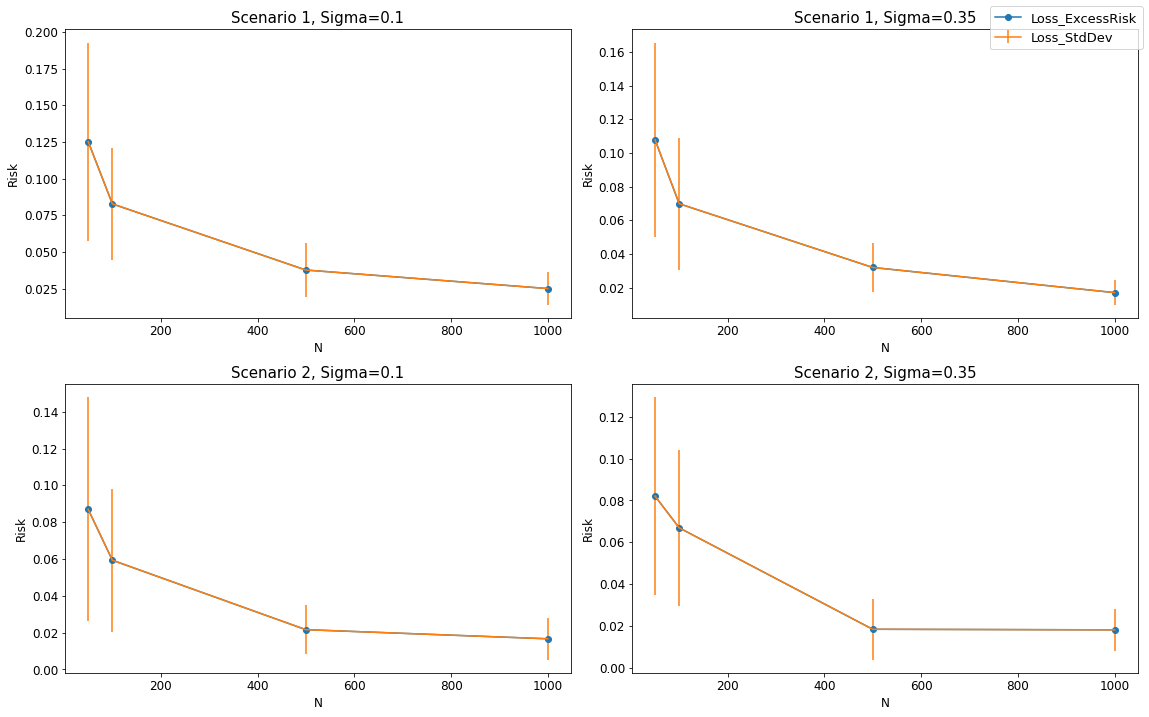 Scenario 1, Sigma=0.1
0.200
0.175
0.150
0.125
0.100
0.075
0.050
0.025
Risk
200 400 600 800 1000
N
Scenario 1, Sigma=0.35
Loss_ExcessRisk
Loss_StdDev
0.16
0.14
0.12
0.10
0.08
0.06
0.04
0.02
Risk
200 400 600 800 1000
N
Scenario 2, Sigma=0.1
0.14
0.12
0.10
0.08
0.06
0.04
0.02
0.00
Risk
200 400 600 800 1000
N
Scenario 2, Sigma=0.35
0.12
0.10
0.08
0.06
0.04
0.02
0.00
Risk
200 400 600 800 1000
N